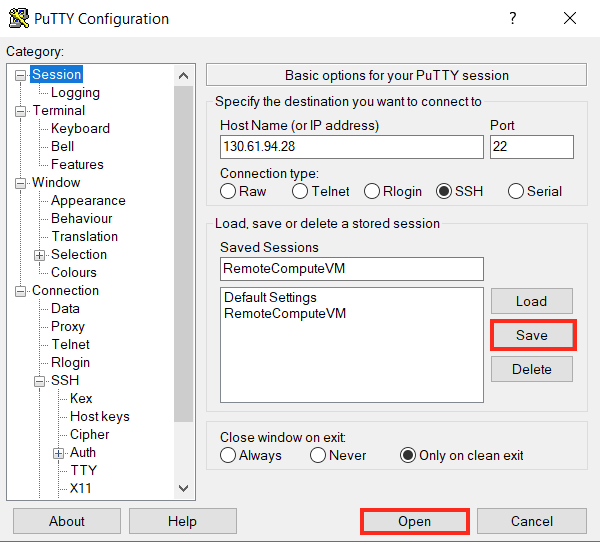 PuTTY Configuration
Category:
Session
Logging
Terminal
Keyboard
Bell
Features
Window
Appearance
Behaviour
Translation
Selection
Colours
Connection
Data
Proxy
Telnet
Rlogin
SSH
Kex
Host keys
Cipher
Auth
TTY
X11
Basic options for your PuTTY session
Specify the destination you want to connect to
Host Name (or IP address) Port
130.61.94.28 22
Connection type:
Raw Telnet Rlogin SSH Serial
Load, save or delete a stored session
Saved Sessions
RemoteComputeVM
Default Settings
RemoteComputeVM
Load
Save
Delete
Close window on exit:
Always Never Only on clean exit
About Help Open Cancel